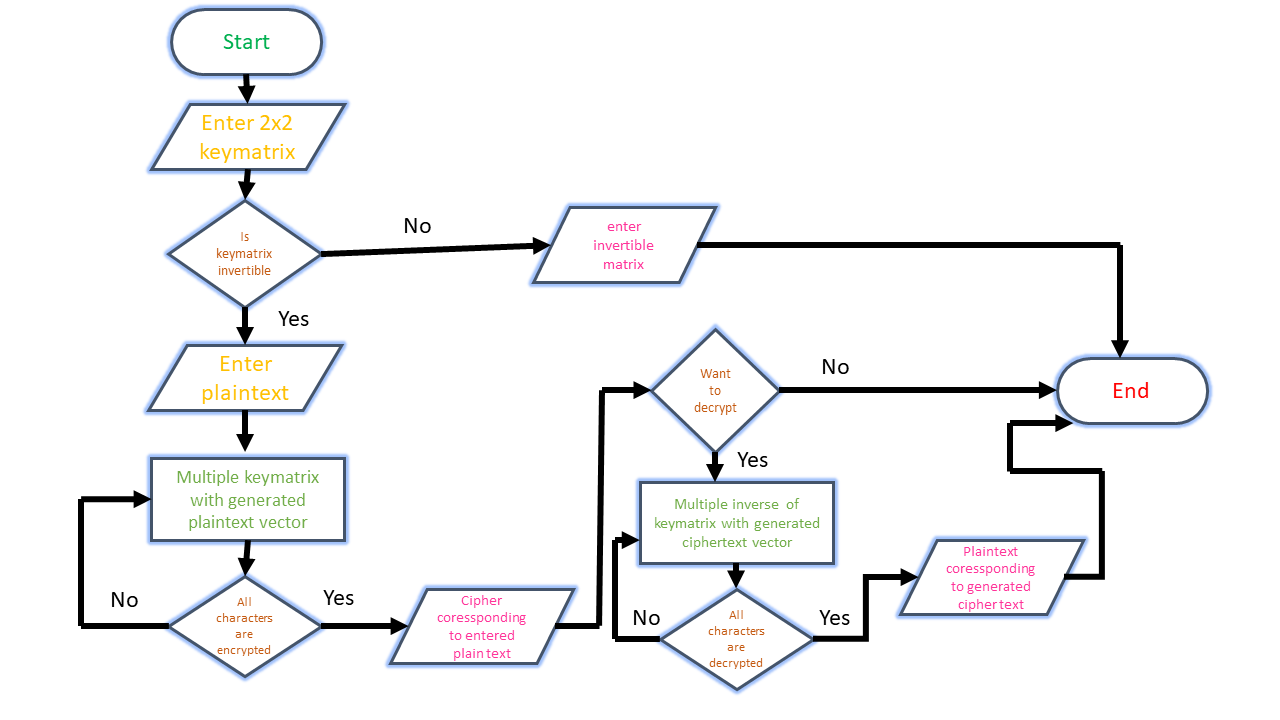 Start
Enter 2x2
keymatrix
Is
keymatrix
invertible
No
enter
invertible
matrix
Yes
Enter
plaintext
Want
to
decrypt
No
End
Yes
Multiple keymatrix
with generated
plaintext vector
Multiple inverse of
keymatrix with generated
ciphertext vector
No
All
characters
are
encrypted
Yes
Cipher
coressponding
to entered
plain text
No
All
characters
are
decrypted
Yes
Plaintext
coressponding
to generated
ciphertext